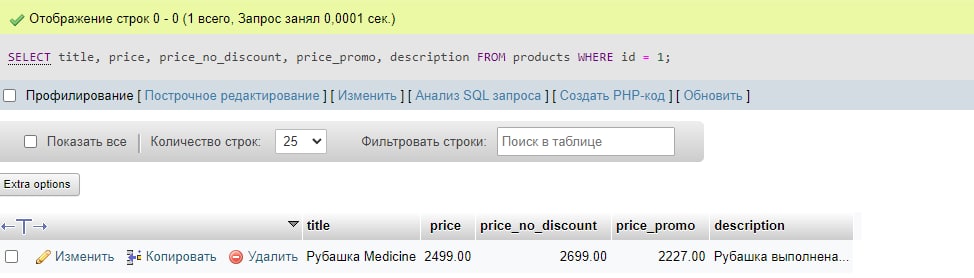 Отображение строк 0 - 0 (1 всего, Запрос занял 0,0001 сек.)
SELECT title, price, price_no_discount, price_promo, description FROM products WHERE id = 1;
Профилирование [ Построчное редактирование ] [ Изменить ] [ Анализ SQL запроса ] [ Создать PHP-код ] [ Обновить ]
Показать все Количество строк: 25 Фильтровать строки: Поиск в таблице
Extra options
←T→ title price price_no_discount price_promo description
Изменить Копировать Удалить Рубашка Medicine 2499.00 2699.00 2227.00 Рубашка выполнена...